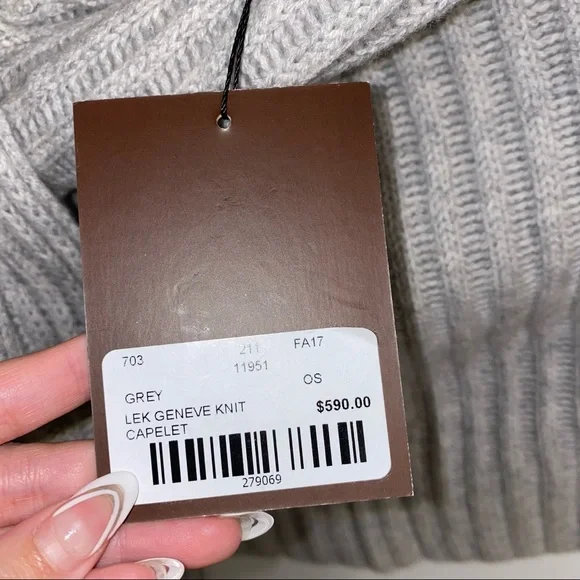 703 211 FA17
11951
GREY OS
LEK GENEVE KNIT $590.00
CAPELET
279069